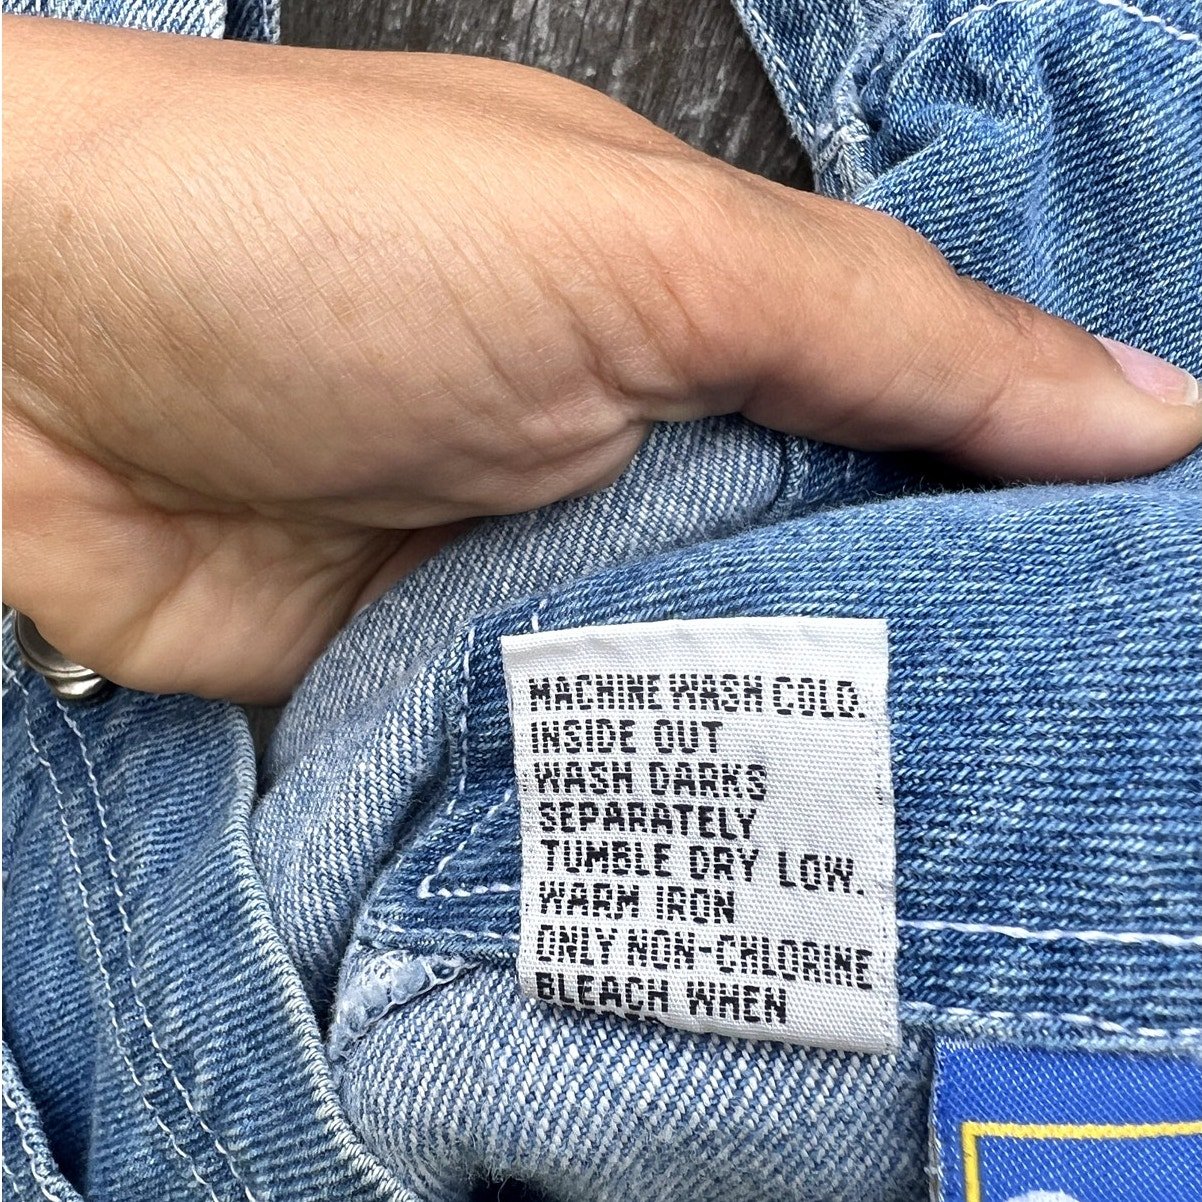 MACHINE WASH COLD.
INSIDE OUT
WASH DARKS
SEPARATELY
TUMBLE DRY LOW.
WARM IRON
ONLY NON-CHLORINE
BLEACH WHEN